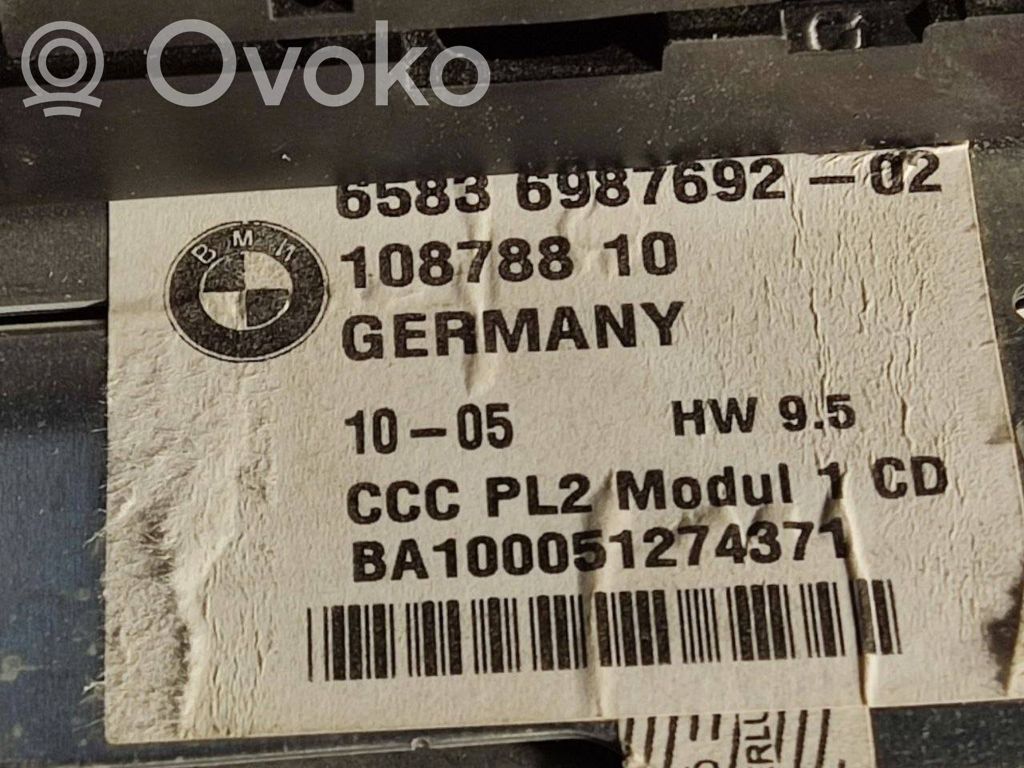 Ovoko
6583 6987692-02
BMW
108788 10
GERMANY
10-05 HW 9.5
CCC PL2 Modul 1 CD
BA100051274371